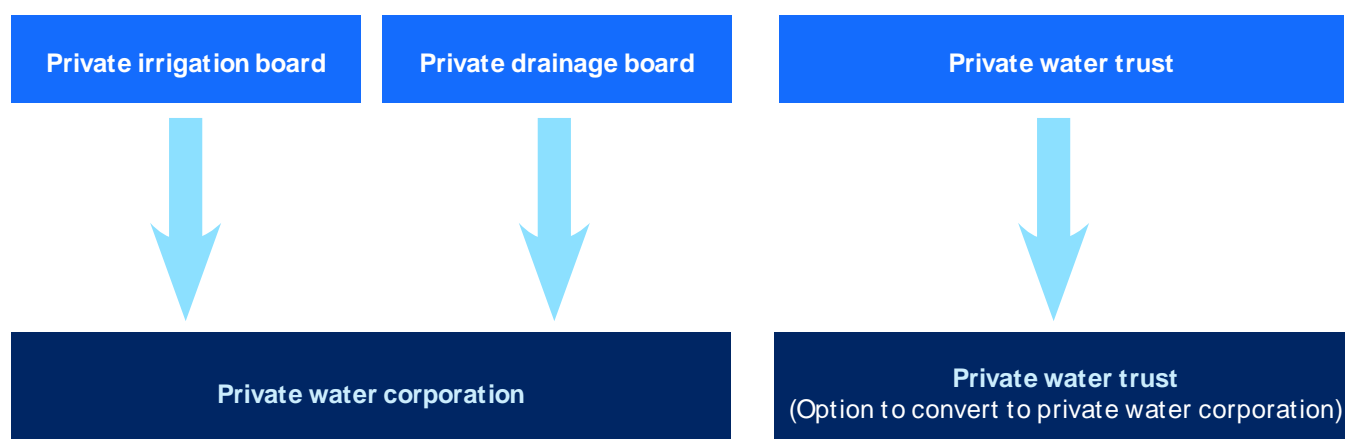 Private irrigation board
Private drainage board
Private water trust
Private water corporation
Private water trust
(Option to convert to private water corporation)